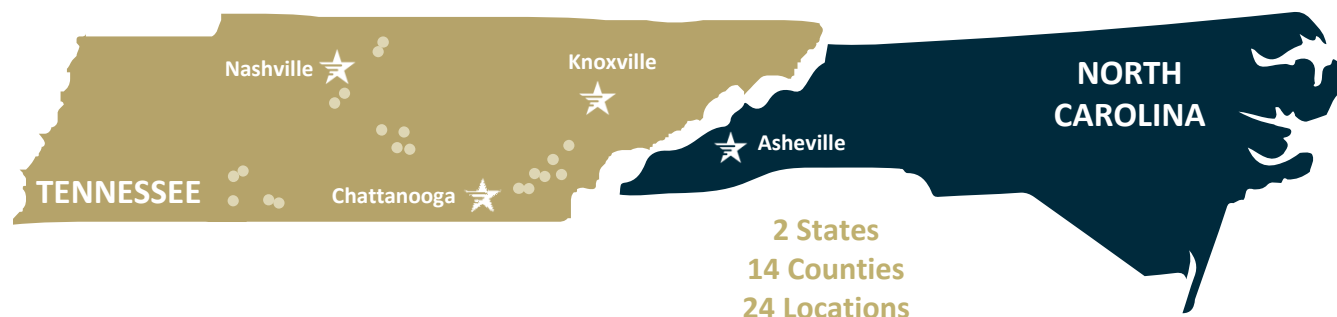 Nashville
Knoxville
NORTH
CAROLINA
Asheville
TENNESSEE
Chattanooga
2 States
14 Counties
24 Locations